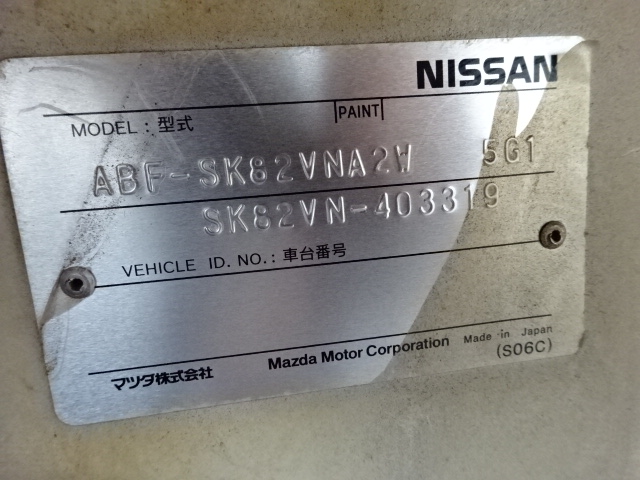 NISSAN
MODEL : 型式 PAINT
ABF-SK82VNA2W 5G1
SK82VN-403319
VEHICLE ID. NO. : 車台番号
マツダ株式会社 Mazda Motor Corporation Made in Japan
(S06C)